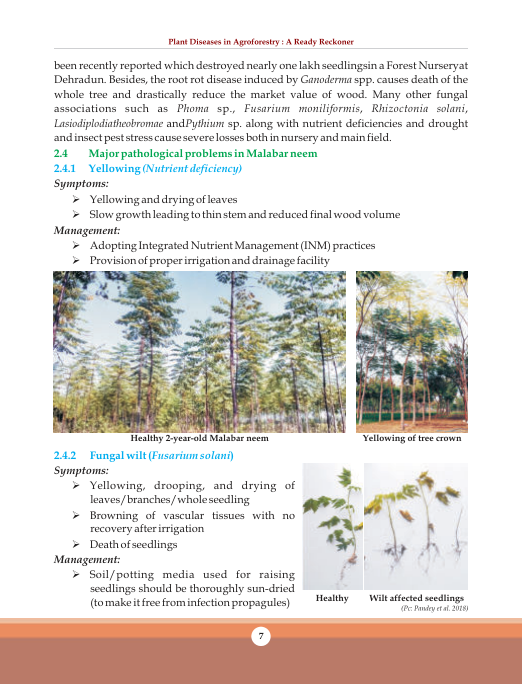 Plant Diseases in Agroforestry : A Ready Reckoner
been recently reported which destroyed nearly one lakh seedlingsin a Forest Nurseryat
Dehradun. Besides, the root rot disease induced by Ganoderma spp. causes death of the
whole tree and drastically reduce the market value of wood. Many other fungal
associations such as Phoma sp., Fusarium moniliformis, Rhizoctonia solani,
Lasiodiplodiatheobromae andPythium sp. along with nutrient deficiencies and drought
and insect pest stress cause severe losses both in nursery and main field.
2.4 Major pathological problems in Malabar neem
2.4.1 Yellowing (Nutrient deficiency)
Symptoms:
➢ Yellowing and drying of leaves
➢ Slow growth leading to thin stem and reduced final wood volume
Management:
➢ Adopting Integrated Nutrient Management (INM) practices
➢ Provision of proper irrigation and drainage facility
Healthy 2-year-old Malabar neem
Yellowing of tree crown
2.4.2 Fungal wilt (Fusarium solani)
Symptoms:
➢ Yellowing, drooping, and drying of
leaves/branches/whole seedling
➢ Browning of vascular tissues with no
recovery after irrigation
➢ Death of seedlings
Management:
➢ Soil/potting media used for raising
seedlings should be thoroughly sun-dried
(to make it free from infection propagules)
Healthy
Wilt affected seedlings
(Pc: Pandey et al. 2018)
7